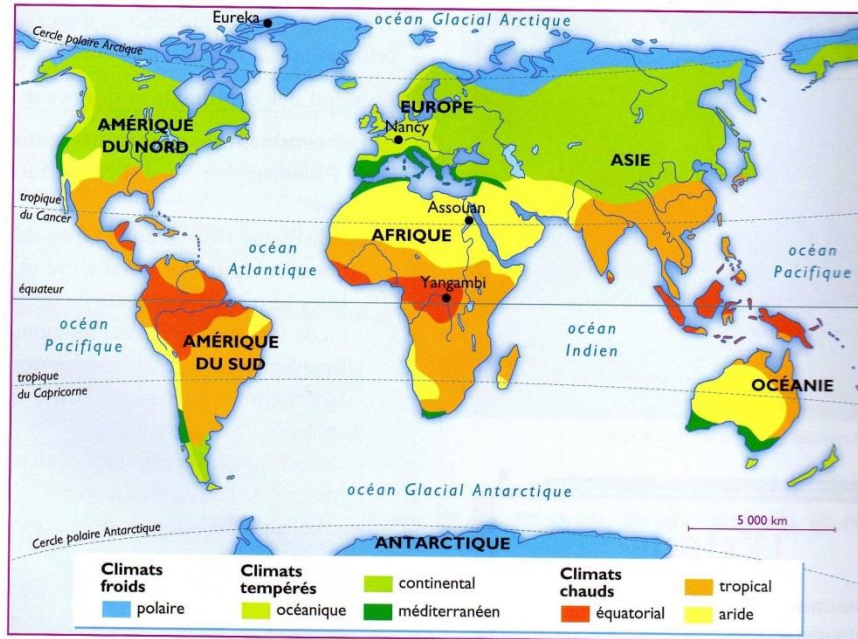 Eureka
océan Glacial Arctique
Cercle polaire Arctique
AMÉRIQUE
DU NORD
EUROPE
Nancy
ASIE
tropique
du Cancer
Assouan
AFRIQUE
océan
Atlantique
océan
Pacifique
équateur
Yangambi
océan
Pacifique
AMÉRIQUE
DU SUD
océan
Indien
OCÉANIE
tropique
du Capricorne
océan Glacial Antarctique
5 000 km
Cercle polaire Antarctique
ANTARCTIQUE
Climats
froids
polaire
Climats
tempérés
océanique
continental
méditerranéen
Climats
chauds
équatorial
tropical
aride